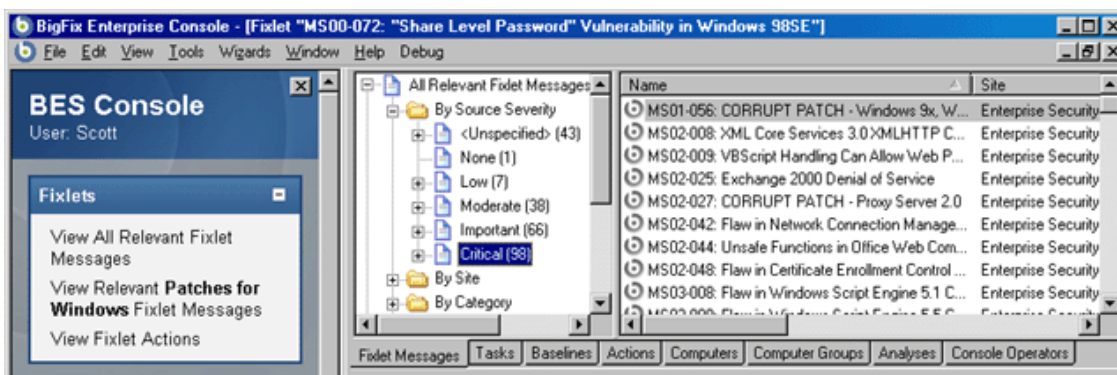 BigFix Enterprise Console - [Fixlet "MS00-072: "Share Level Password" Vulnerability in Windows 98SE"]
File Edit View Tools Wizards Window Help Debug
BES Console
User: Scott
Fixlets
View All Relevant Fixlet
Messages
View Relevant Patches for
Windows Fixlet Messages
View Fixlet Actions
All Relevant Fixlet Messages
By Source Severity
<Unspecified> (43)
None (1)
Low (7)
Moderate (38)
Important (66)
Critical (98)
By Site
By Category
Name Site
MS01-056: CORRUPT PATCH - Windows 9x, W... Enterprise Security
MS02-008: XML Core Services 3.0 XMLHTTP C... Enterprise Security
MS02-009: VBScript Handling Can Allow Web P... Enterprise Security
MS02-025: Exchange 2000 Denial of Service Enterprise Security
MS02-027: CORRUPT PATCH - Proxy Server 2.0 Enterprise Security
MS02-042: Flaw in Network Connection Manage... Enterprise Security
MS02-044: Unsafe Functions in Office Web Com... Enterprise Security
MS02-048: Flaw in Certificate Enrollment Control ... Enterprise Security
MS03-008: Flaw in Windows Script Engine 5.1 C... Enterprise Security
Fixlet Messages Tasks Baselines Actions Computers Computer Groups Analyses Console Operators